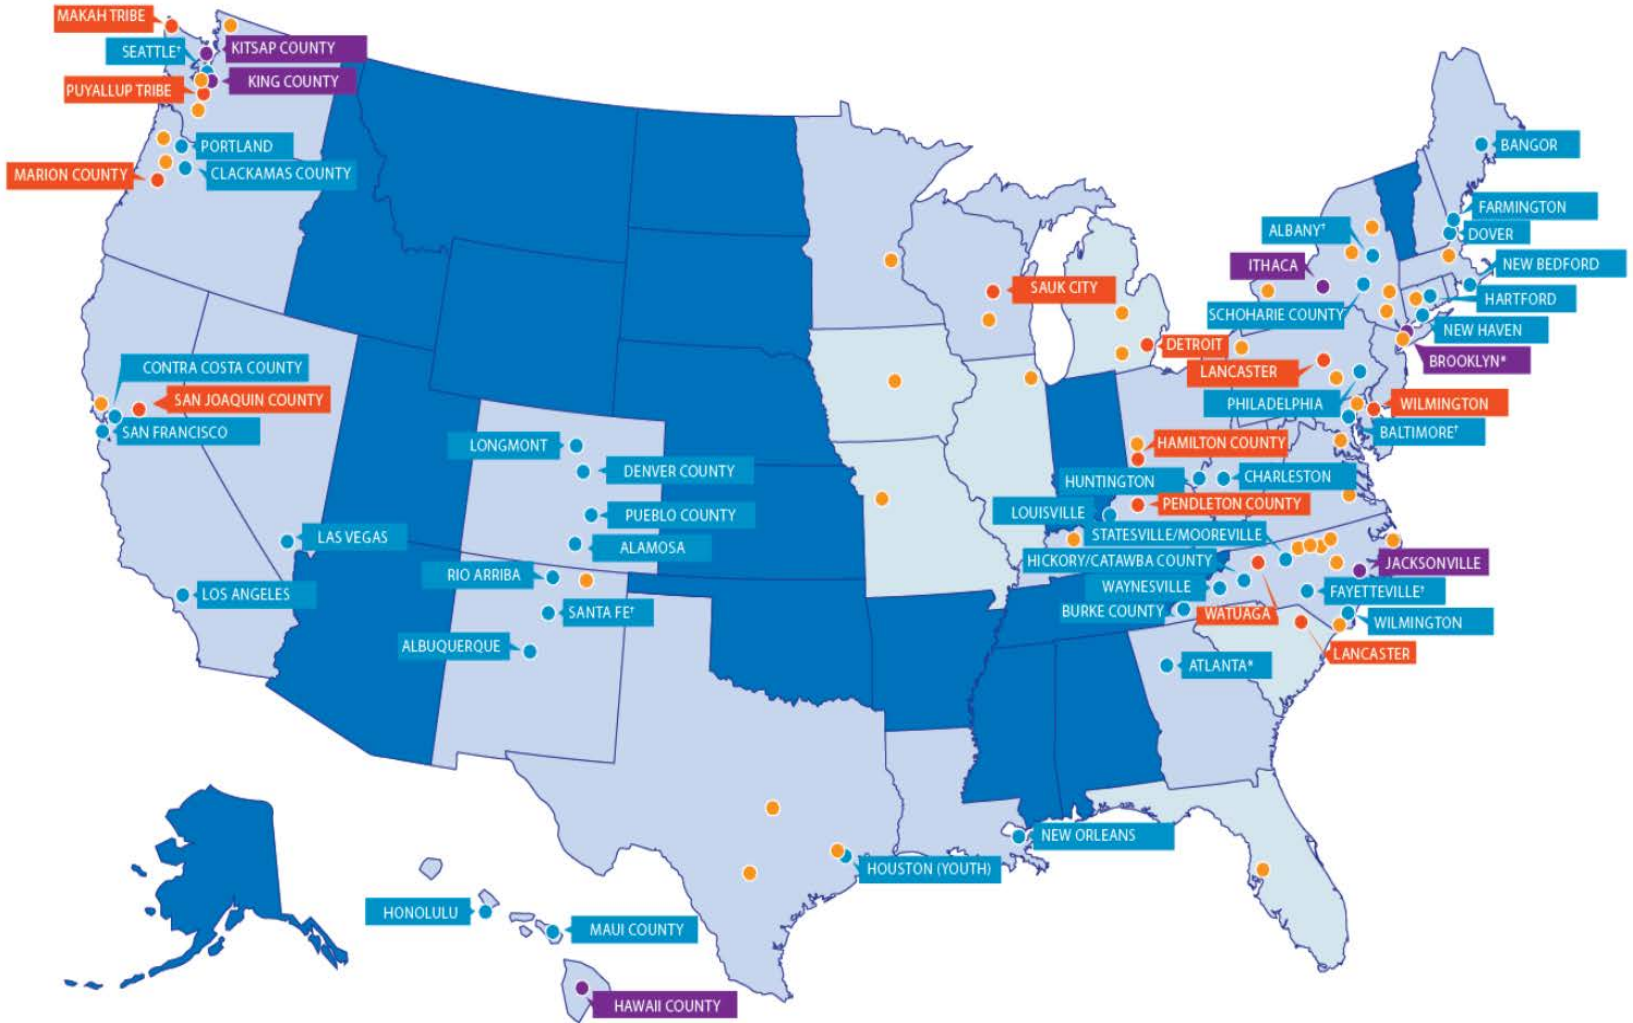 MAKAH TRIBE
SEATTLE†
KITSAP COUNTY
KING COUNTY
PUYALLUP TRIBE
PORTLAND
MARION COUNTY
CLACKAMAS COUNTY
BANGOR
FARMINGTON
ALBANY†
DOVER
ITHACA
NEW BEDFORD
SAUK CITY
HARTFORD
SCHOHARIE COUNTY
NEW HAVEN
DETROIT
BROOKLYN*
CONTRA COSTA COUNTY
LANCASTER
SAN JOAQUIN COUNTY
PHILADELPHIA
WILMINGTON
SAN FRANCISCO
BALTIMORE†
LONGMONT
HAMILTON COUNTY
DENVER COUNTY
HUNTINGTON
CHARLESTON
PENDLETON COUNTY
PUEBLO COUNTY
LOUISVILLE
LAS VEGAS
STATESVILLE/MOOREVILLE
ALAMOSA
HICKORY/CATAWBA COUNTY
JACKSONVILLE
RIO ARRIBA
WAYNESVILLE
FAYETTEVILLE†
LOS ANGELES
SANTA FE†
BURKE COUNTY
WATUAGA
WILMINGTON
ALBUQUERQUE
LANCASTER
ATLANTA*
NEW ORLEANS
HOUSTON (YOUTH)
HONOLULU
MAUI COUNTY
HAWAII COUNTY